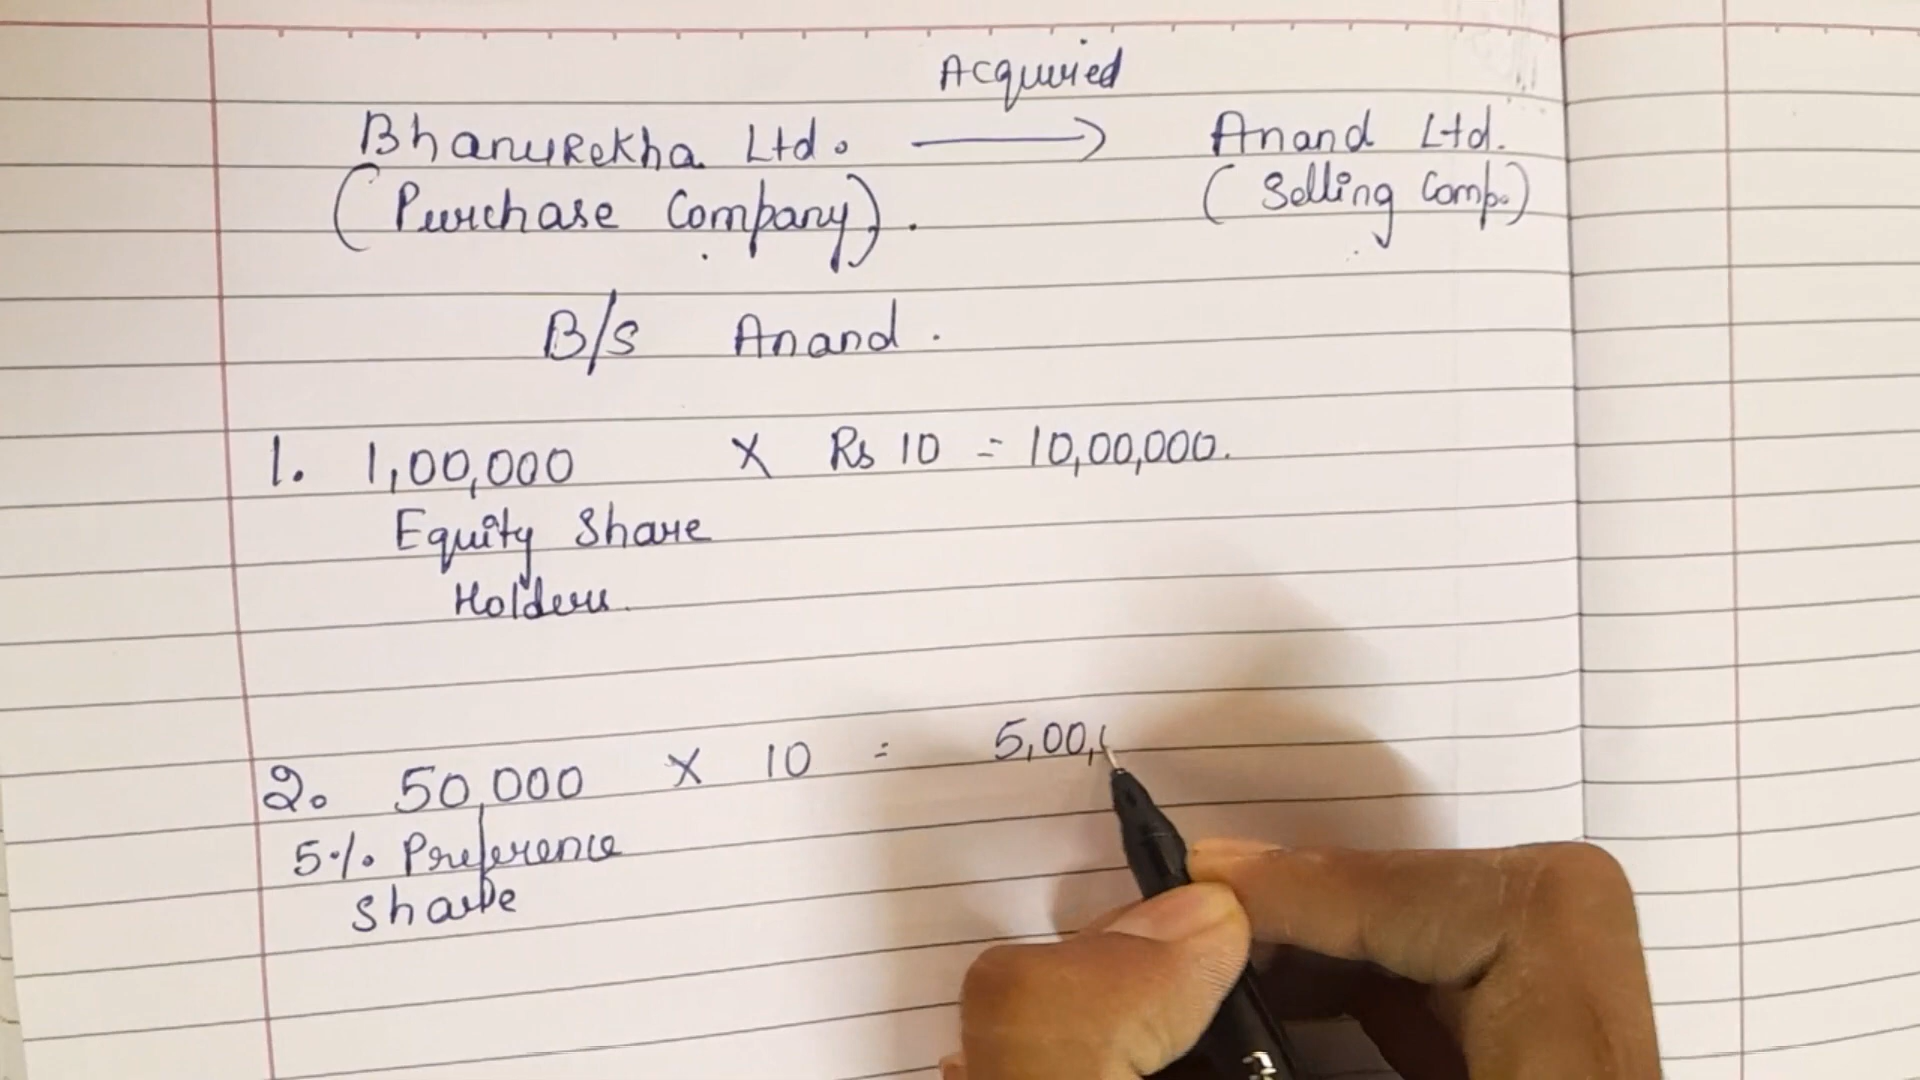 Acquried
Bhanurekha Ltd. → Anand Ltd.
(Purchase Company). (Selling Comp.)
B/S Anand.
1. 1,00,000 X Rs 10 = 10,00,000.
Equity Share
Holders.
2. 50,000 X 10 = 5,00,
5% Preference
Share